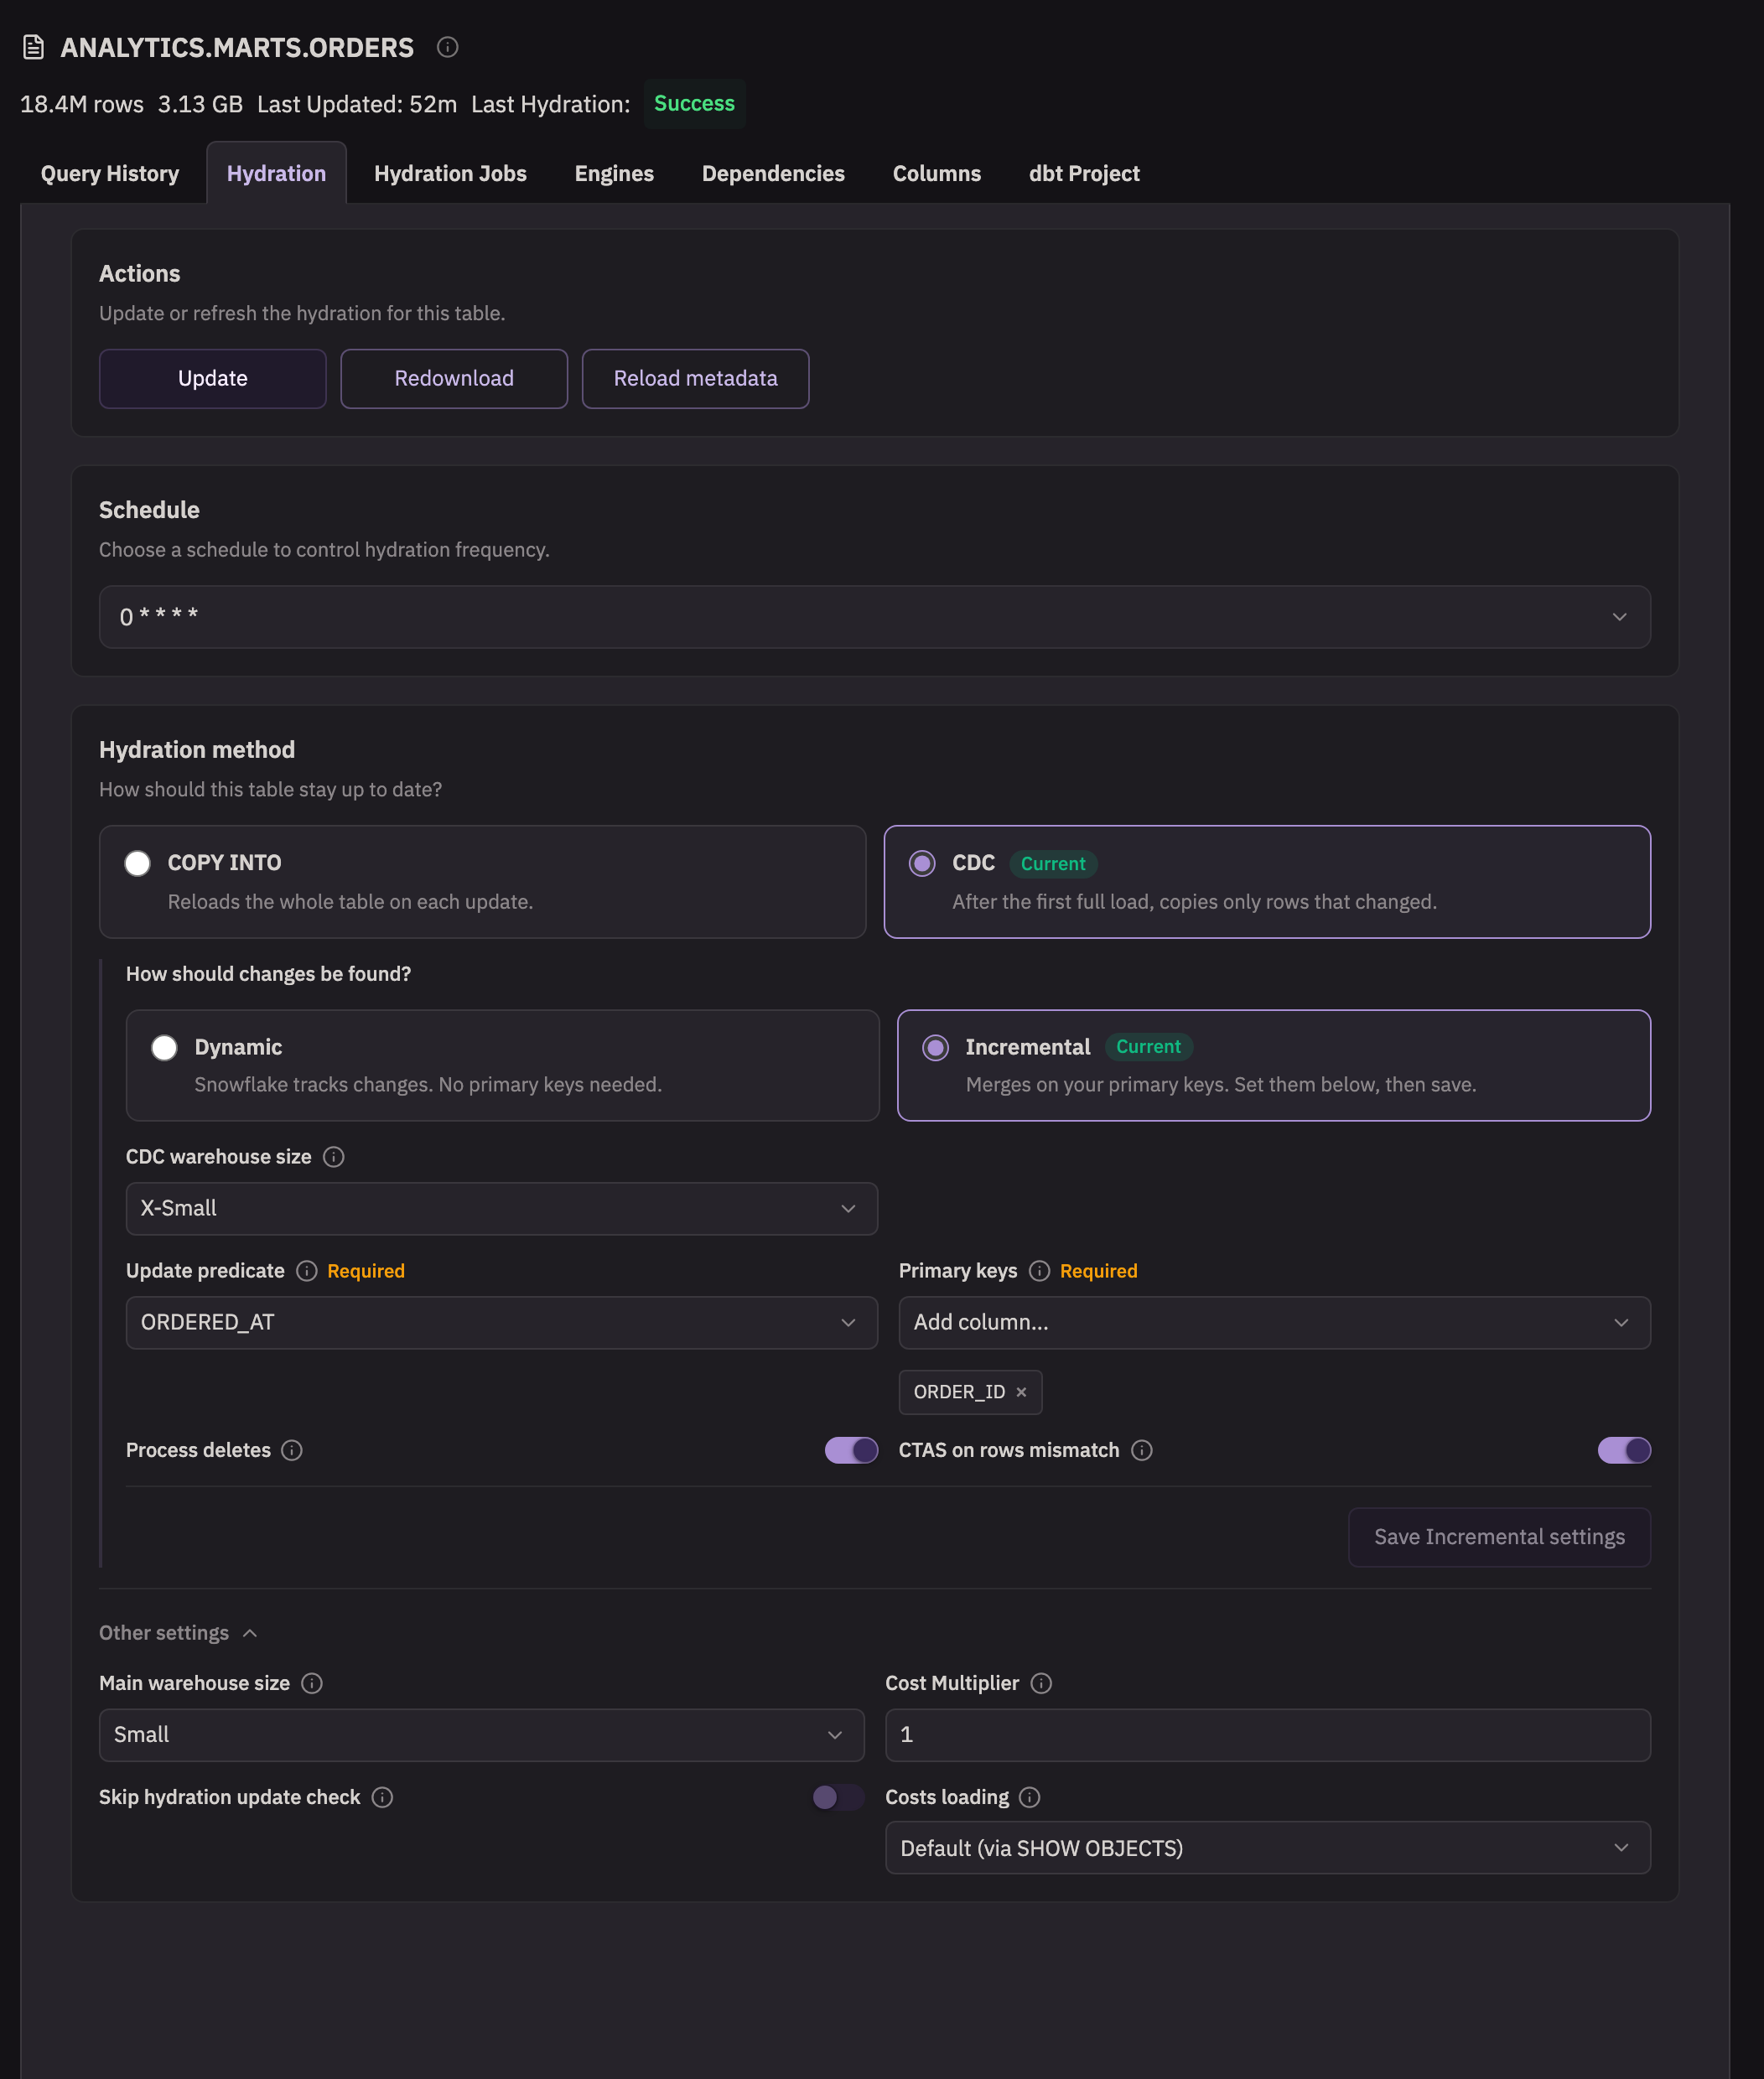 ANALYTICS.MARTS.ORDERS
18.4M rows 3.13 GB Last Updated: 52m Last Hydration: Success
Query History Hydration Hydration Jobs Engines Dependencies Columns dbt Project
Actions
Update or refresh the hydration for this table.
Update Redownload Reload metadata
Schedule
Choose a schedule to control hydration frequency.
0 * * * *
Hydration method
How should this table stay up to date?
COPY INTO
Reloads the whole table on each update.
CDC Current
After the first full load, copies only rows that changed.
How should changes be found?
Dynamic
Snowflake tracks changes. No primary keys needed.
Incremental Current
Merges on your primary keys. Set them below, then save.
CDC warehouse size
X-Small
Update predicate Required
ORDERED_AT
Primary keys Required
Add column...
ORDER_ID ×
Process deletes
CTAS on rows mismatch
Save Incremental settings
Other settings
Main warehouse size
Small
Cost Multiplier
1
Skip hydration update check
Costs loading
Default (via SHOW OBJECTS)